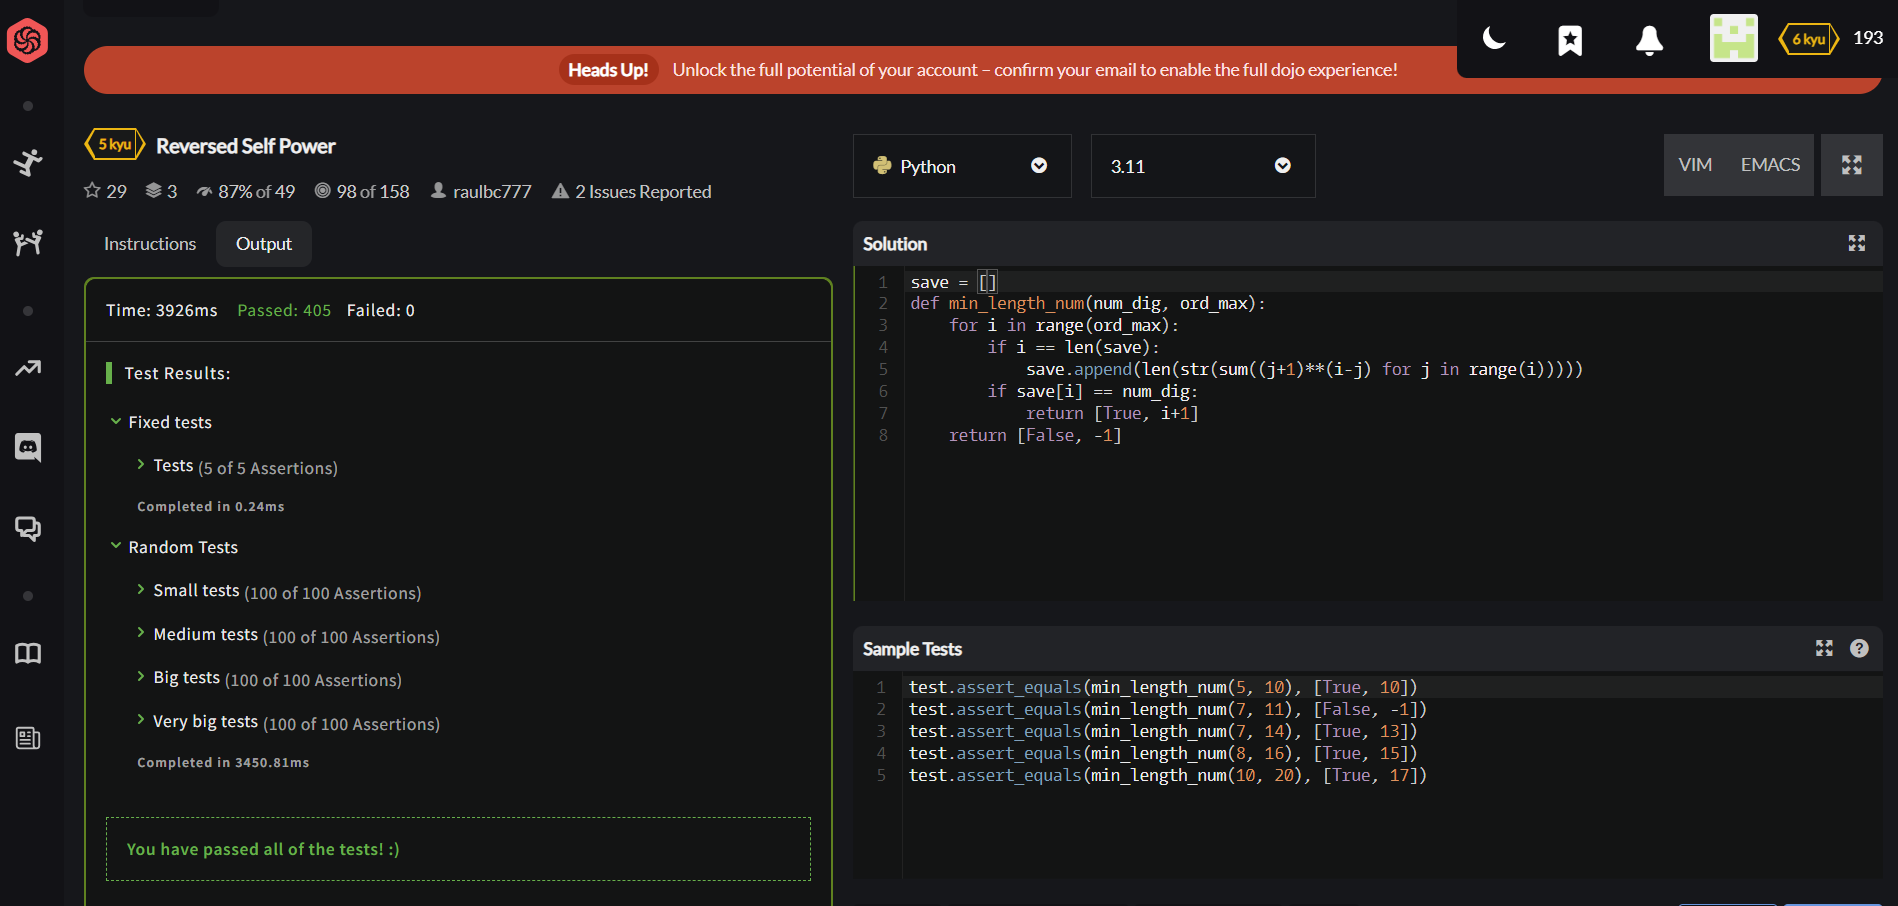 Heads Up! Unlock the full potential of your account – confirm your email to enable the full dojo experience!
6 kyu 193
5 kyu Reversed Self Power
29 3 87% of 49 98 of 158 raulbc777 2 Issues Reported
Instructions Output
Time: 3926ms Passed: 405 Failed: 0
Test Results:
Fixed tests
Tests (5 of 5 Assertions)
Completed in 0.24ms
Random Tests
Small tests (100 of 100 Assertions)
Medium tests (100 of 100 Assertions)
Big tests (100 of 100 Assertions)
Very big tests (100 of 100 Assertions)
Completed in 3450.81ms
You have passed all of the tests! :)
Python 3.11 VIM EMACS
Solution
1 save = []
2 def min_length_num(num_dig, ord_max):
3     for i in range(ord_max):
4         if i == len(save):
5             save.append(len(str(sum((j+1)**(i-j) for j in range(i)))))
6         if save[i] == num_dig:
7             return [True, i+1]
8     return [False, -1]
Sample Tests ?
1 test.assert_equals(min_length_num(5, 10), [True, 10])
2 test.assert_equals(min_length_num(7, 11), [False, -1])
3 test.assert_equals(min_length_num(7, 14), [True, 13])
4 test.assert_equals(min_length_num(8, 16), [True, 15])
5 test.assert_equals(min_length_num(10, 20), [True, 17])